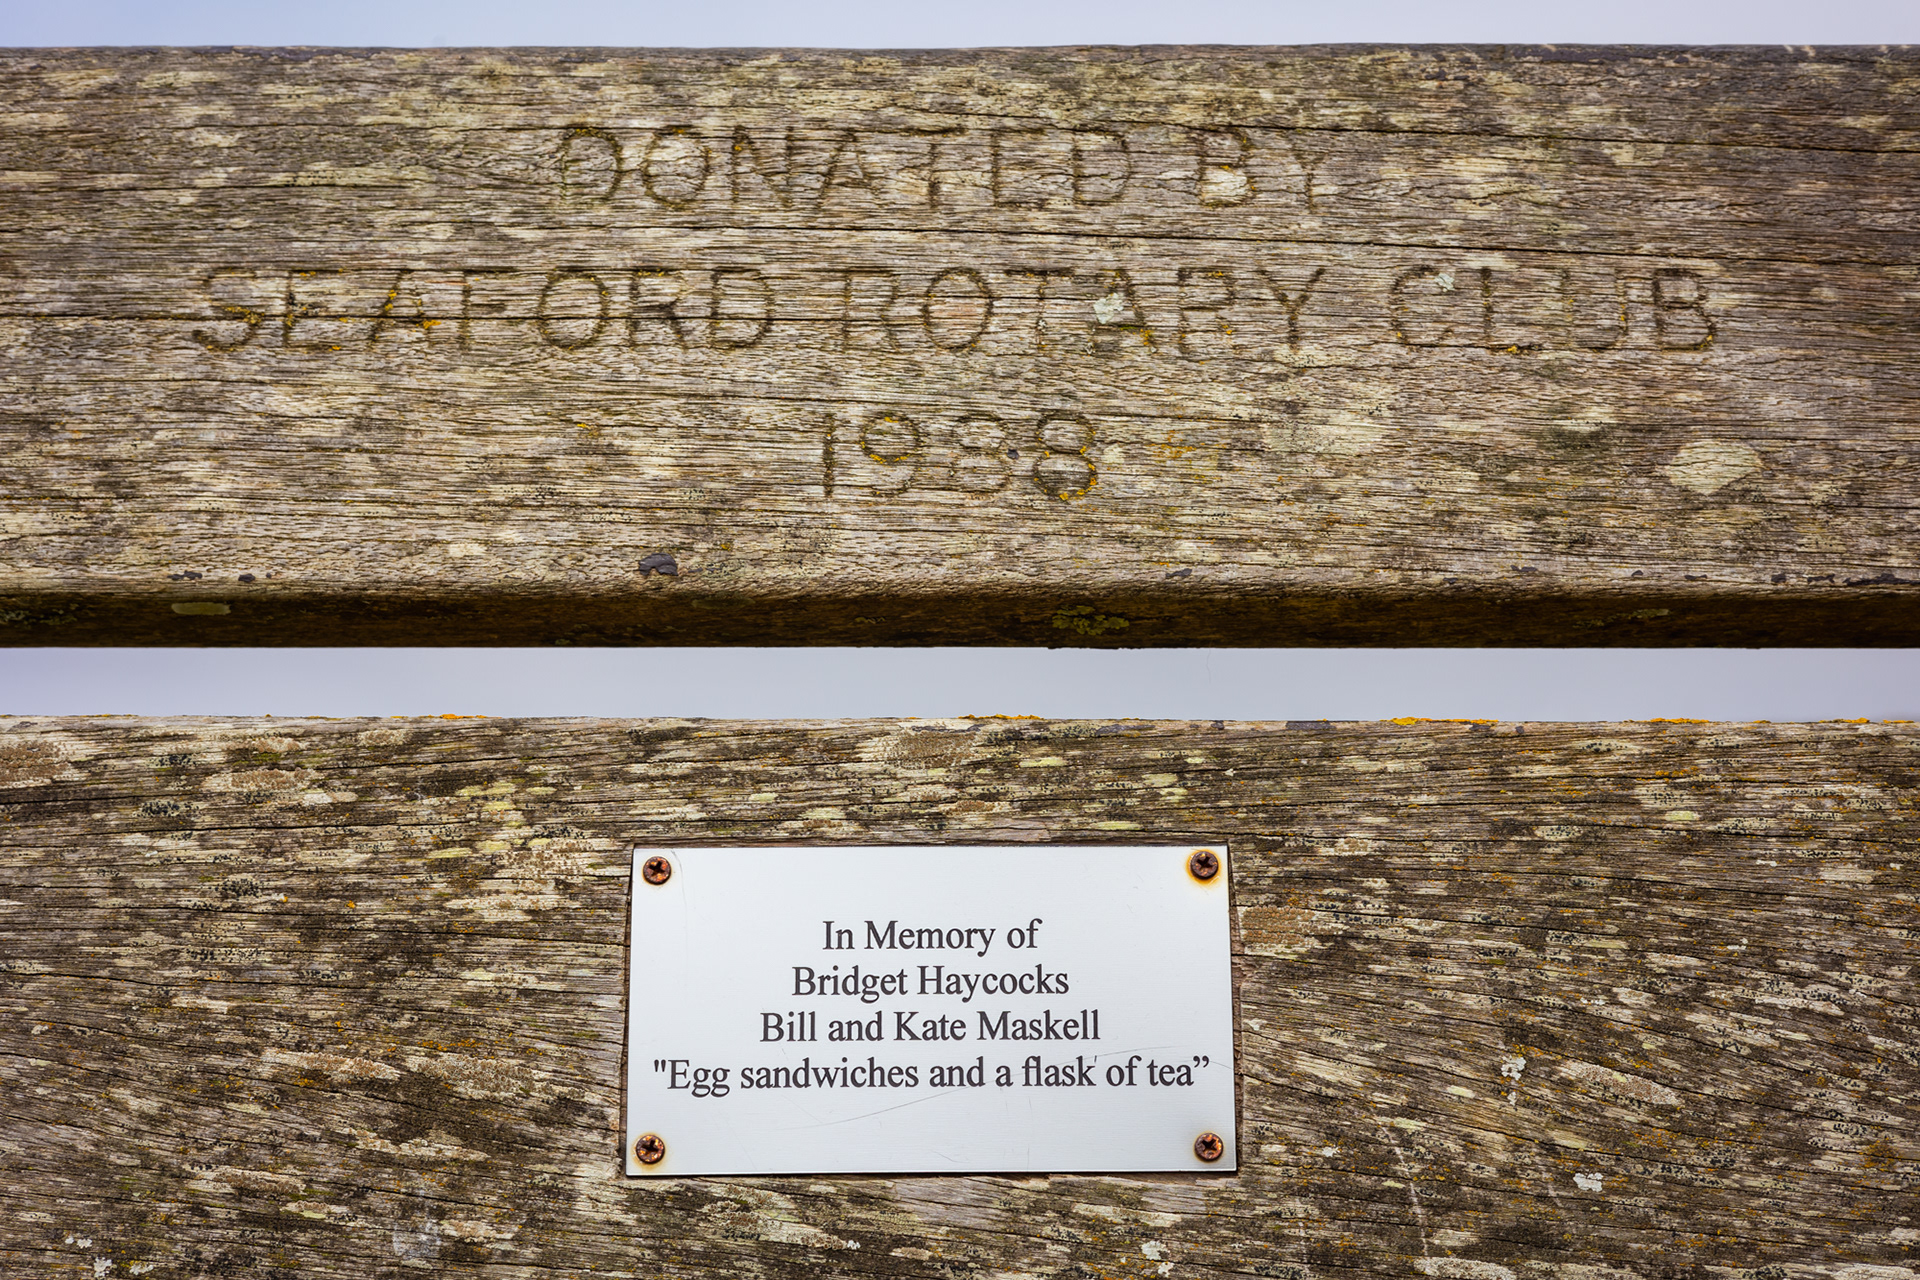 DONATED BY
SEAFORD ROTARY CLUB
1988
In Memory of
Bridget Haycocks
Bill and Kate Maskell
"Egg sandwiches and a flask of tea”